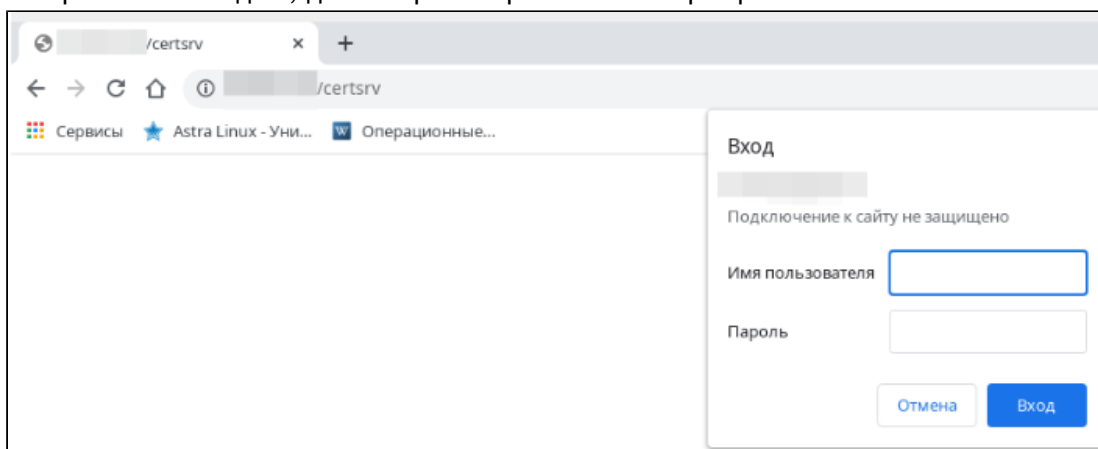 /certsrv
/certsrv
Сервисы Astra Linux - Уни... W Операционные...
Вход
Подключение к сайту не защищено
Имя пользователя
Пароль
Отмена Вход